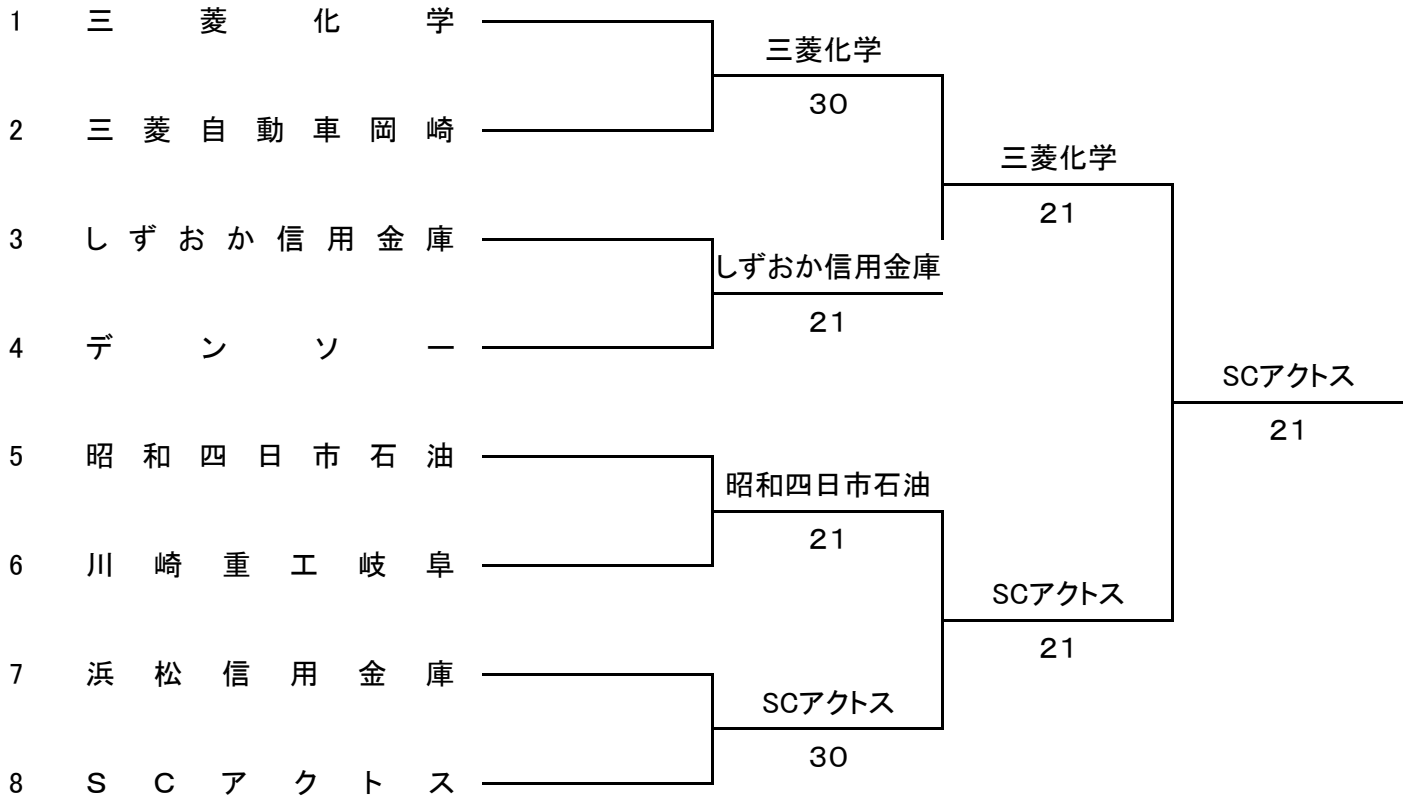 1 三菱化学
三菱化学
30
2 三菱自動車岡崎
三菱化学
21
3 しずおか信用金庫
しずおか信用金庫
21
4 デンソー
SCアクトス
21
5 昭和四日市石油
昭和四日市石油
21
6 川崎重工岐阜
SCアクトス
21
7 浜松信用金庫
SCアクトス
30
8 SCアクトス